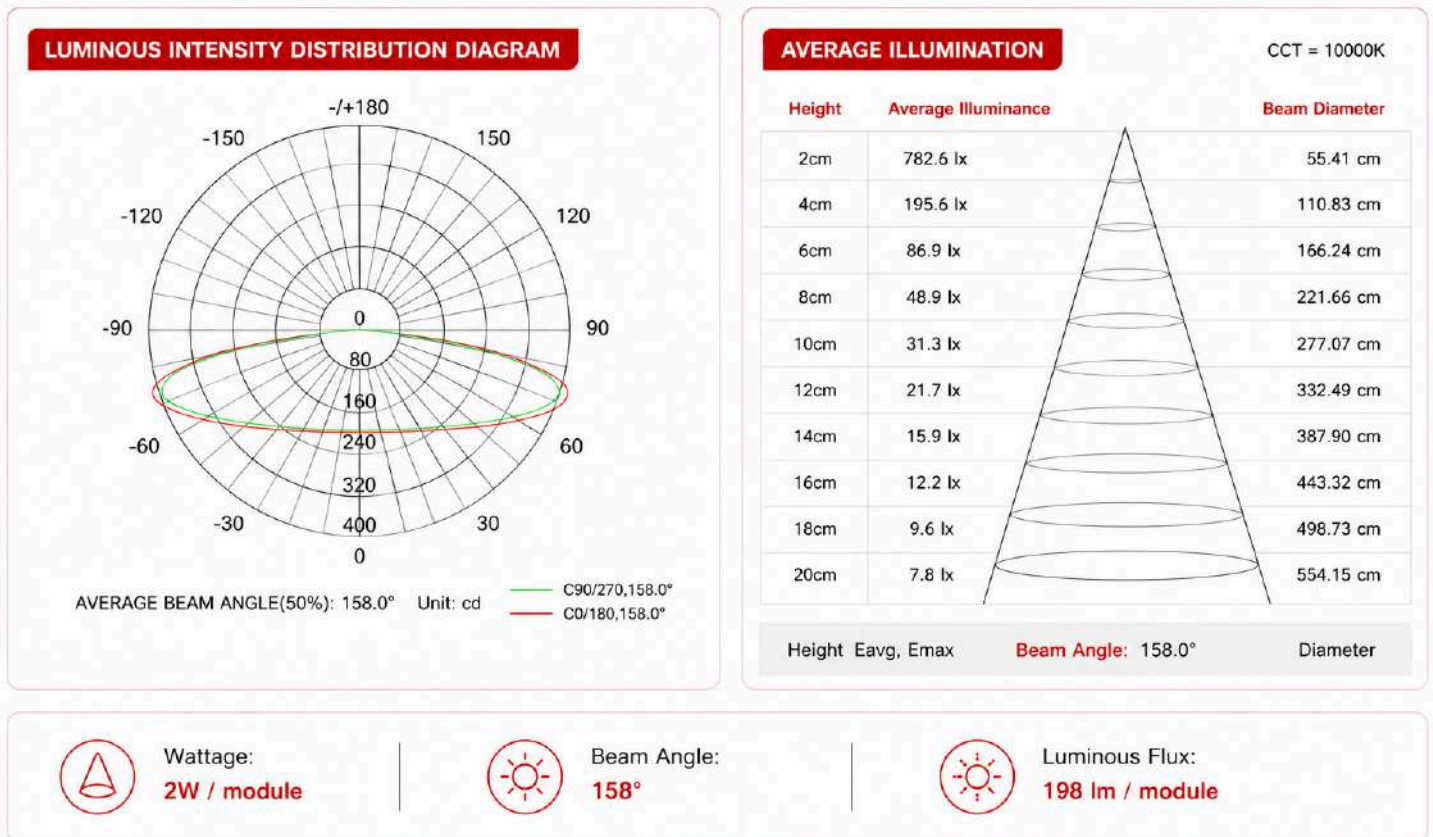 LUMINOUS INTENSITY DISTRIBUTION DIAGRAM
-/+180
-150 150
-120 120
-90 0 90
80
160
-60 240 60
320
-30 400 30
0
AVERAGE BEAM ANGLE(50%): 158.0° Unit: cd
C90/270,158.0°
C0/180,158.0°
AVERAGE ILLUMINATION CCT = 10000K
Height Average Illuminance Beam Diameter
2cm 782.6 lx 55.41 cm
4cm 195.6 lx 110.83 cm
6cm 86.9 lx 166.24 cm
8cm 48.9 lx 221.66 cm
10cm 31.3 lx 277.07 cm
12cm 21.7 lx 332.49 cm
14cm 15.9 lx 387.90 cm
16cm 12.2 lx 443.32 cm
18cm 9.6 lx 498.73 cm
20cm 7.8 lx 554.15 cm
Height Eavg, Emax Beam Angle: 158.0° Diameter
Wattage:
2W / module
Beam Angle:
158°
Luminous Flux:
198 lm / module